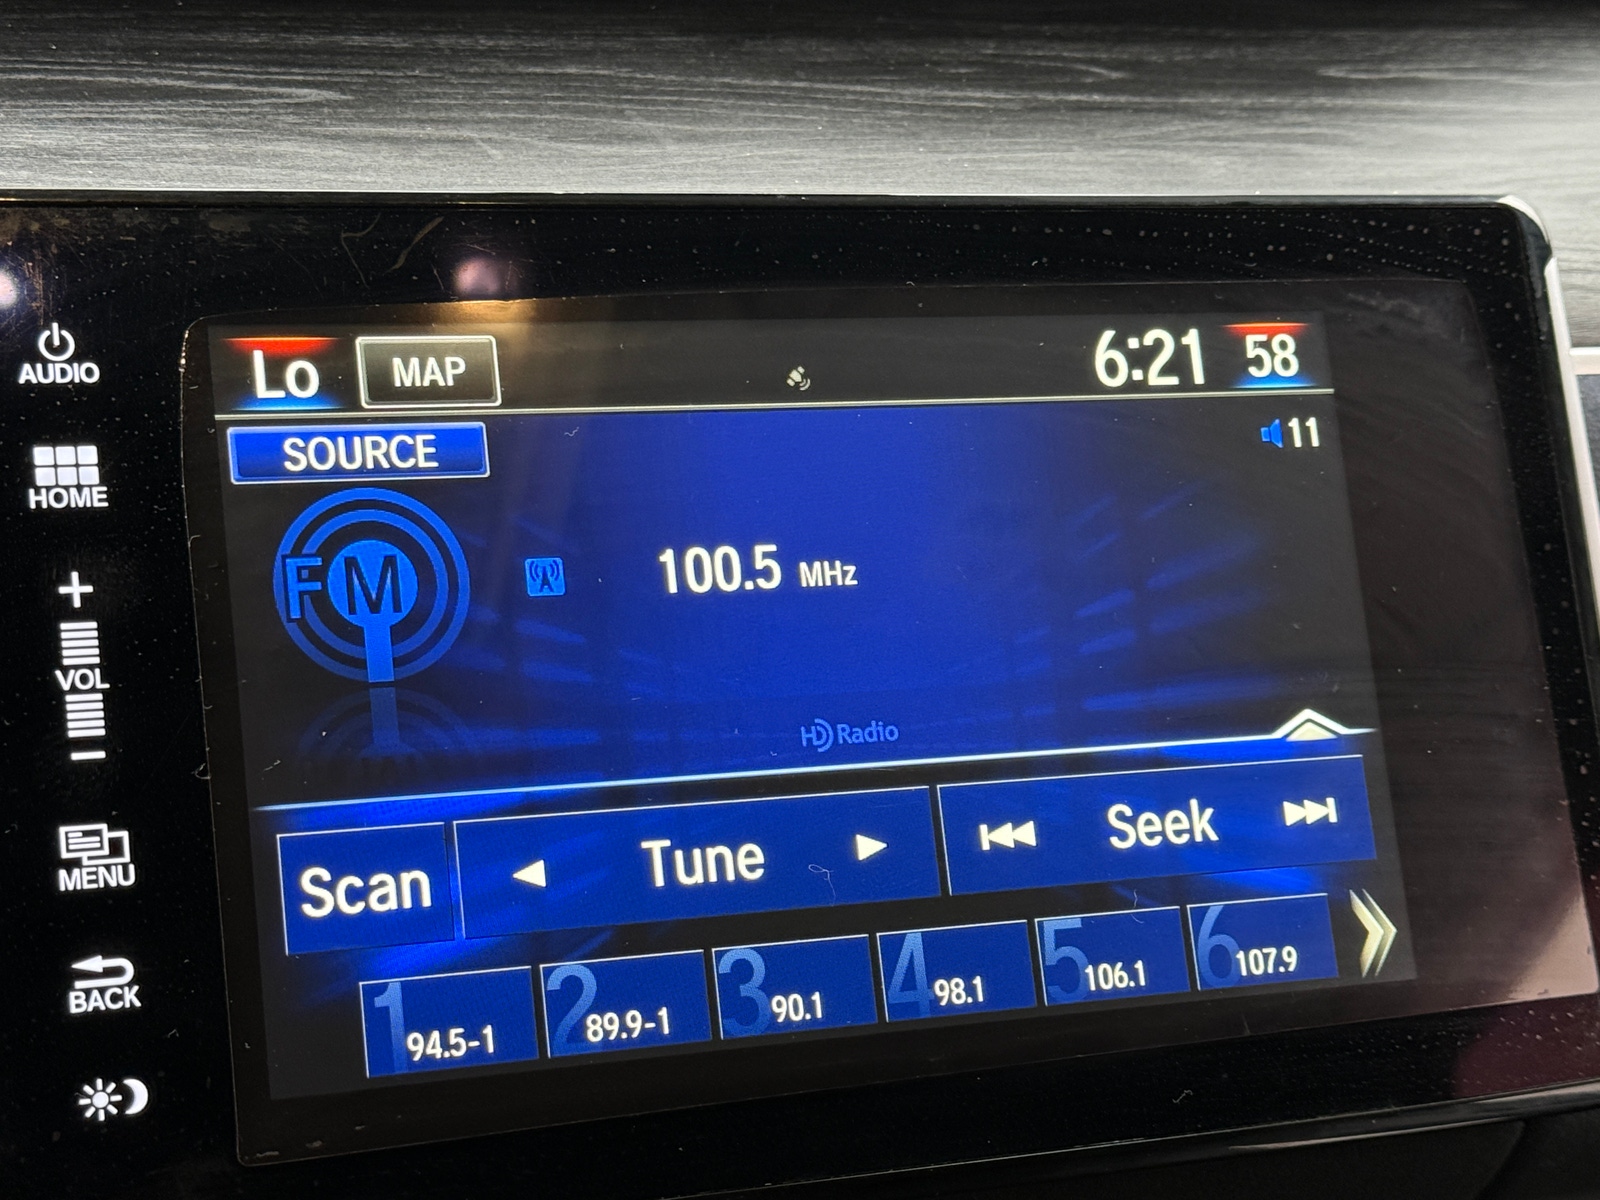 AUDIO
HOME
+
VOL
−
MENU
BACK
Lo
MAP
6:21
58
SOURCE
11
FM
100.5 MHz
HD Radio
Scan
Tune
Seek
1 94.5-1
2 89.9-1
3 90.1
4 98.1
5 106.1
6 107.9